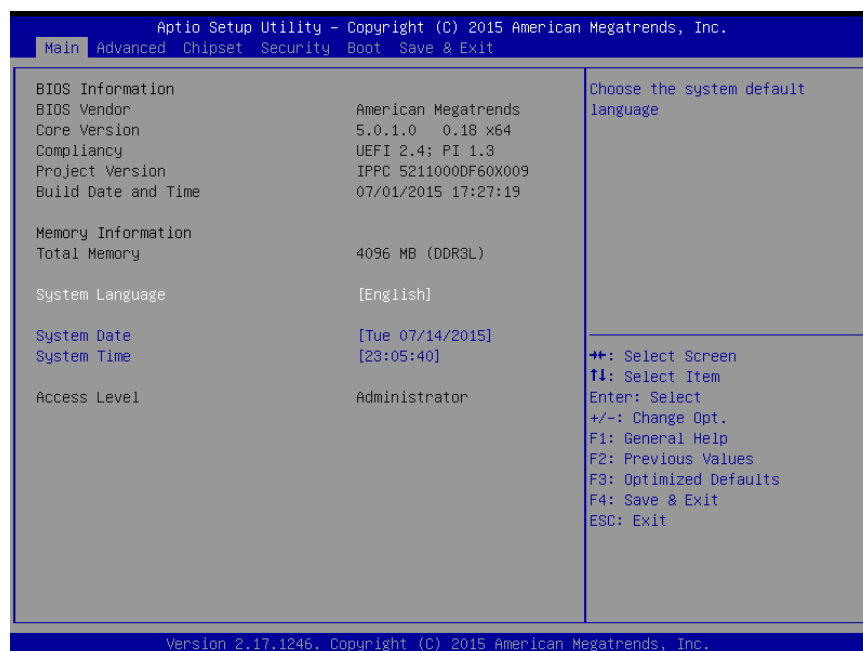 Aptio Setup Utility – Copyright (C) 2015 American Megatrends, Inc.
Main Advanced Chipset Security Boot Save & Exit
BIOS Information
BIOS Vendor American Megatrends
Core Version 5.0.1.0 0.18 x64
Compliancy UEFI 2.4; PI 1.3
Project Version IPPC 5211000DF60X009
Build Date and Time 07/01/2015 17:27:19
Memory Information
Total Memory 4096 MB (DDR3L)
System Language [English]
System Date [Tue 07/14/2015]
System Time [23:05:40]
Access Level Administrator
Choose the system default
language
→←: Select Screen
↑↓: Select Item
Enter: Select
+/-: Change Opt.
F1: General Help
F2: Previous Values
F3: Optimized Defaults
F4: Save & Exit
ESC: Exit
Version 2.17.1246. Copyright (C) 2015 American Megatrends, Inc.